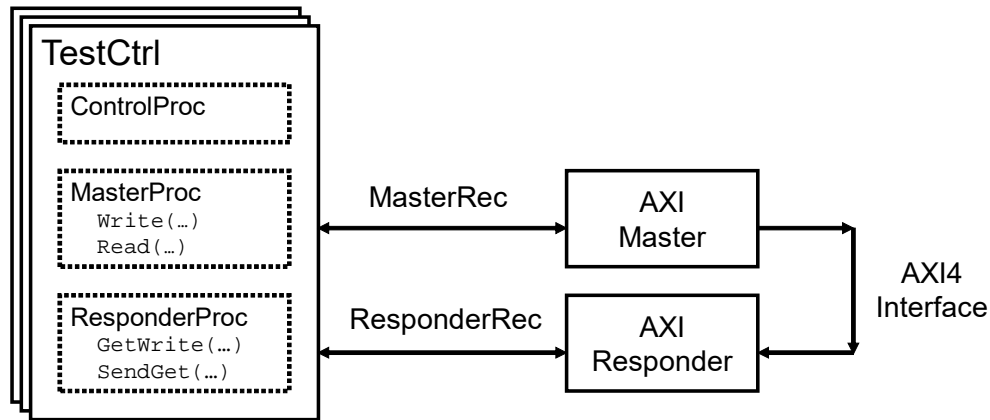 TestCtrl
ControlProc
MasterProc
Write(…)
Read(…)
ResponderProc
GetWrite(…)
SendGet(…)
MasterRec
ResponderRec
AXI
Master
AXI
Responder
AXI4
Interface